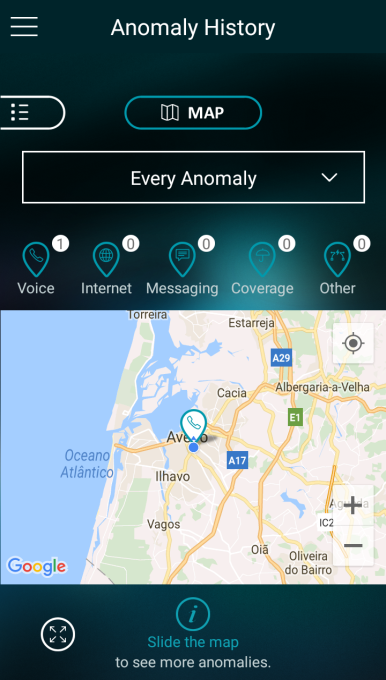 Anomaly History
MAP
Every Anomaly
1
0
0
0
0
Voice
Internet
Messaging
Coverage
Other
Torreira
Estarreja
A29
Albergaria-a-Velha
Cacia
E1
Aveiro
Oceano
Atlântico
A17
Ilhavo
IC2
Vagos
Oiã
Oliveira
do Bairro
Google
i
Slide the map
to see more anomalies.